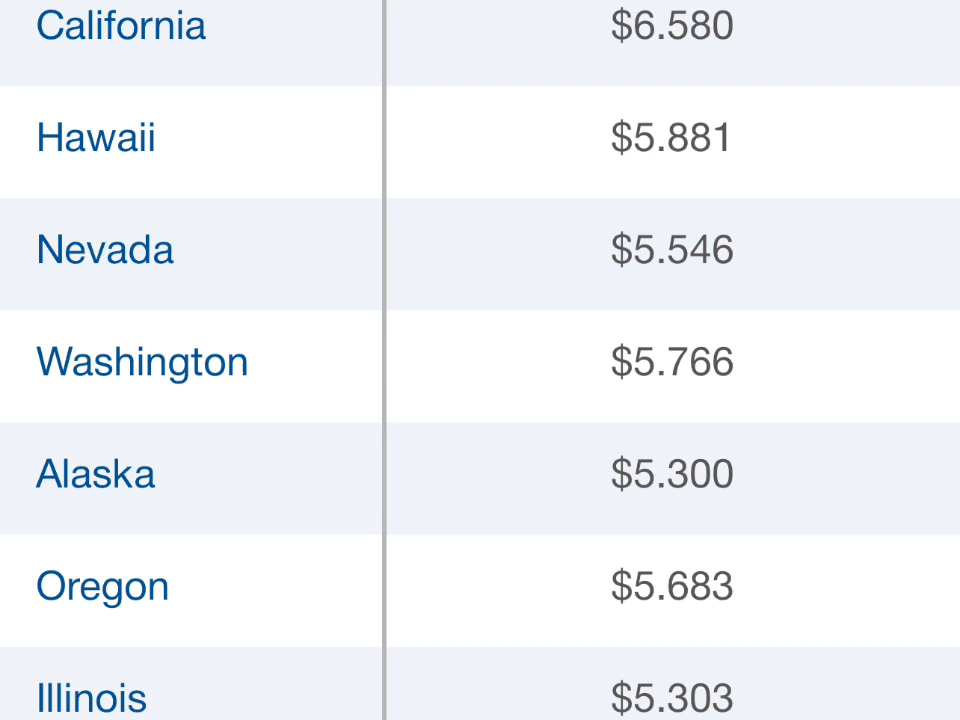 California $6.580
Hawaii $5.881
Nevada $5.546
Washington $5.766
Alaska $5.300
Oregon $5.683
Illinois $5.303